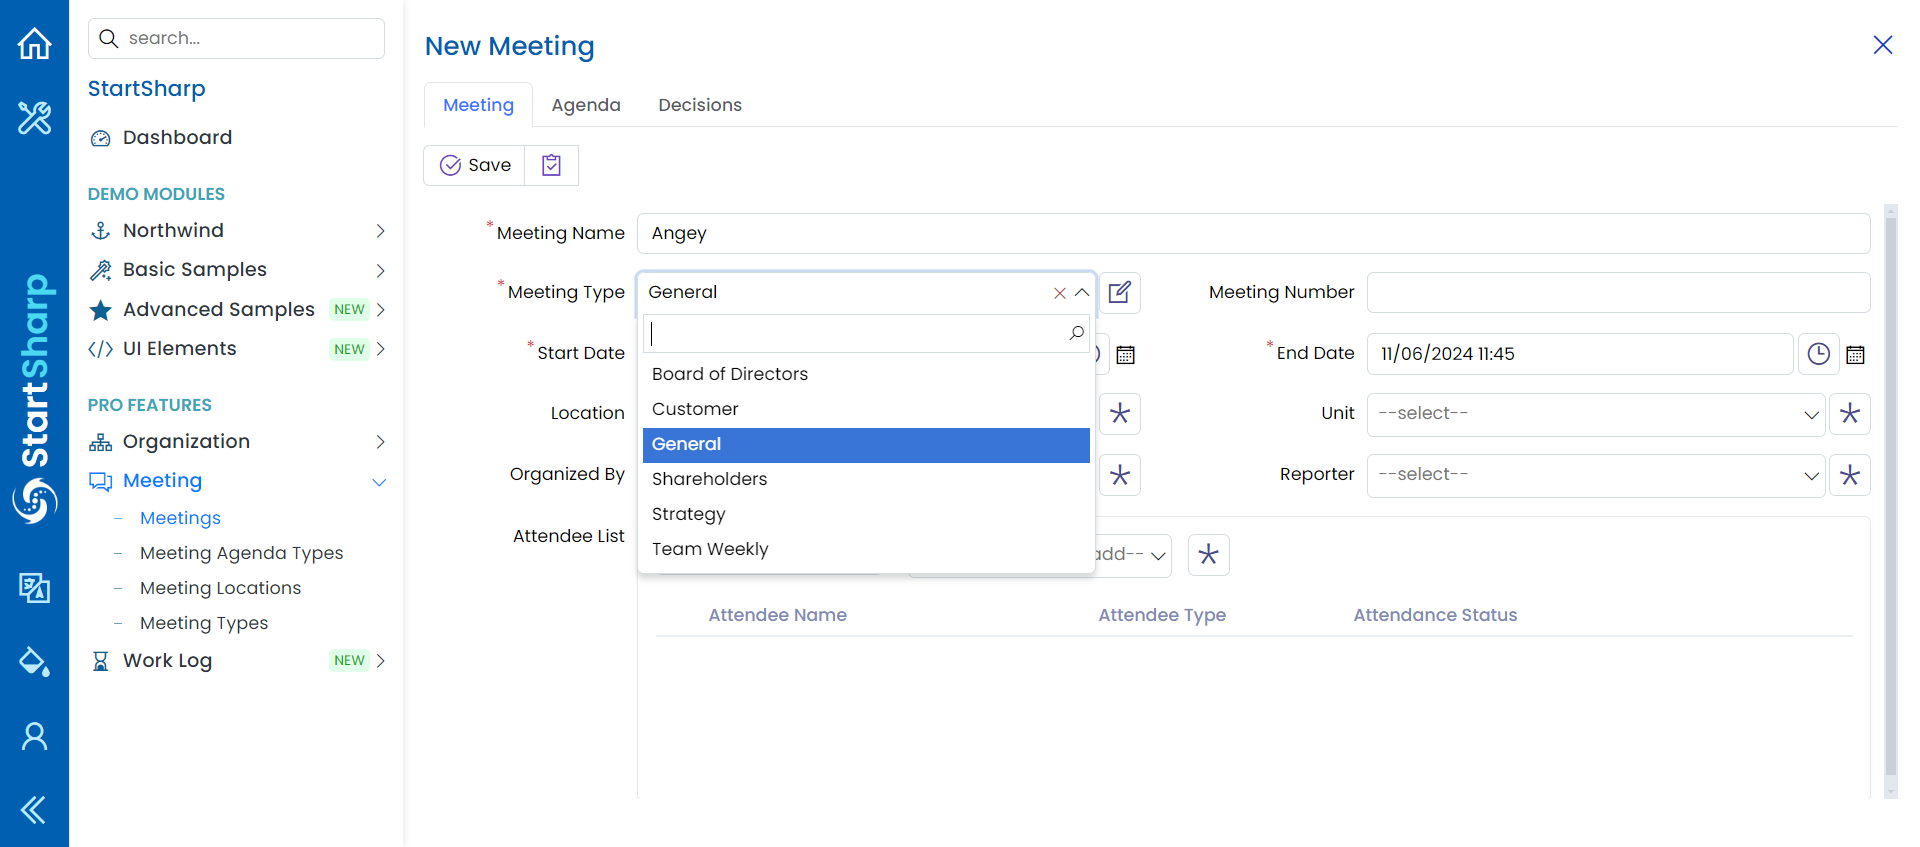 search...
StartSharp
Dashboard
DEMO MODULES
Northwind
Basic Samples
Advanced Samples NEW
UI Elements NEW
PRO FEATURES
Organization
Meeting
Meetings
Meeting Agenda Types
Meeting Locations
Meeting Types
Work Log NEW
StartSharp
New Meeting
Meeting Agenda Decisions
Save
*Meeting Name Angey
*Meeting Type General
Meeting Number
*Start Date
*End Date 11/06/2024 11:45
Location
Unit --select--
Organized By
Reporter --select--
Board of Directors
Customer
General
Shareholders
Strategy
Team Weekly
Attendee List
add--
Attendee Name Attendee Type Attendance Status